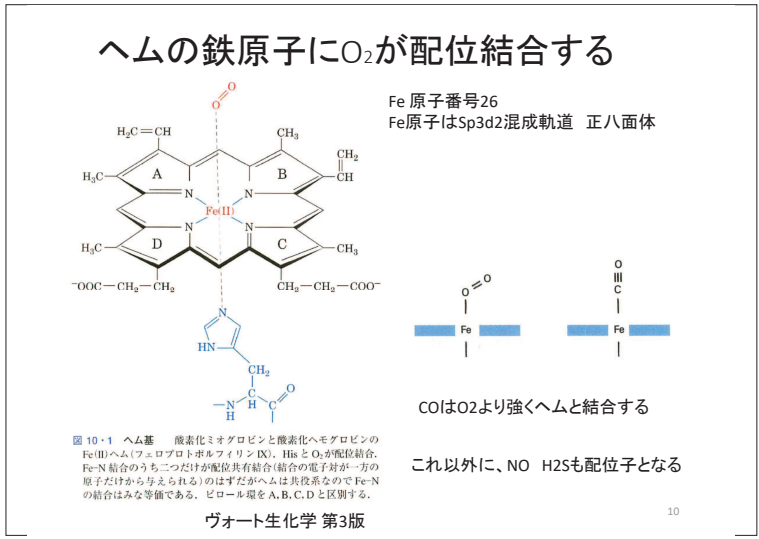 ヘムの鉄原子にO₂が配位結合する
Fe 原子番号26
Fe原子はSp3d2混成軌道　正八面体
O
O
H₂C=CH
CH₃
CH₂
CH
H₃C
A
B
N
N
Fe(II)
N
N
D
C
H₃C
CH₃
⁻OOC—CH₂—CH₂
CH₂—CH₂—COO⁻
N
HN
CH₂
—N—C—C
H
H
O
O
O
Fe
O
C
Fe
COはO2より強くヘムと結合する
これ以外に、NO　H2Sも配位子となる
図 10・1　ヘム基　酸素化ミオグロビンと酸素化ヘモグロビンの
Fe(II)ヘム(フェロプロトポルフィリン IX)．His と O₂ が配位結合．
Fe−N 結合のうち二つだけが配位共有結合(結合の電子対が一方の
原子だけから与えられる)のはずだがヘムは共役系なので Fe−N
の結合はみな等価である．ピロール環を A, B, C, D と区別する．
ヴォート生化学 第3版
10